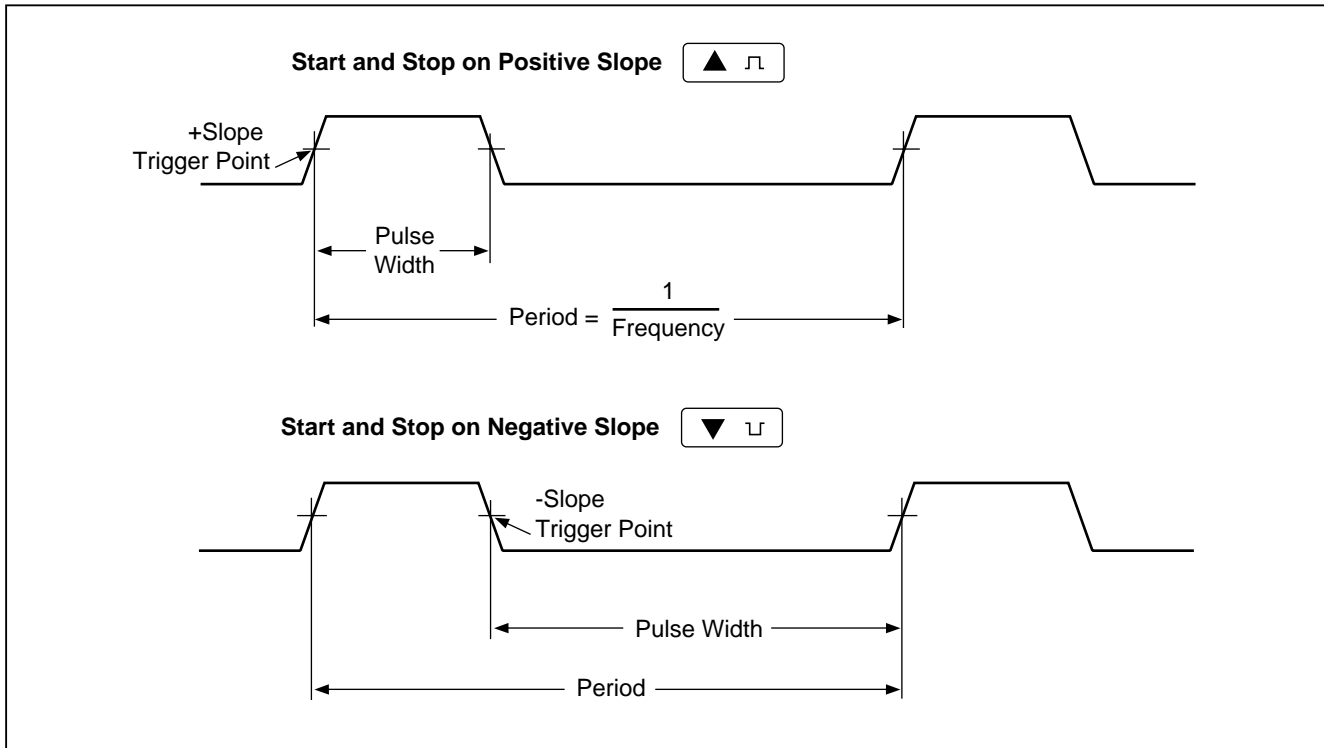 Start and Stop on Positive Slope
+Slope
Trigger Point
Pulse
Width
Period = 1
Frequency
Start and Stop on Negative Slope
-Slope
Trigger Point
Pulse Width
Period